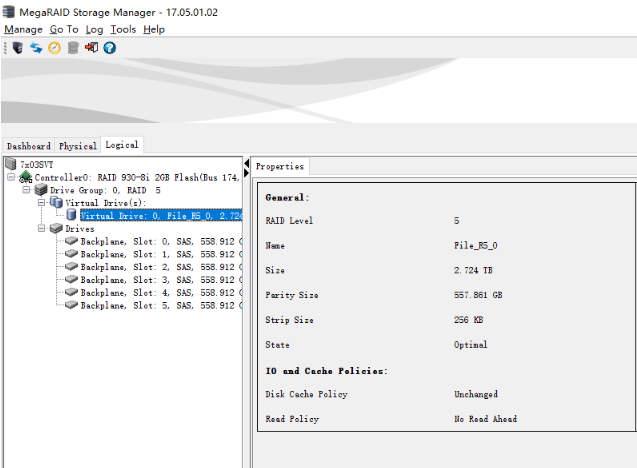 MegaRAID Storage Manager - 17.05.01.02
Manage Go To Log Tools Help
Dashboard Physical Logical
7x03SVT
Controller0: RAID 930-8i 2GB Flash(Bus 174,
Drive Group: 0, RAID 5
Virtual Drive(s):
Virtual Drive: 0, File_R5_0, 2.724
Drives
Backplane, Slot: 0, SAS, 558.912 G
Backplane, Slot: 1, SAS, 558.912 G
Backplane, Slot: 2, SAS, 558.912 G
Backplane, Slot: 3, SAS, 558.912 G
Backplane, Slot: 4, SAS, 558.912 G
Backplane, Slot: 5, SAS, 558.912 G
Properties
General:
RAID Level 5
Name File_R5_0
Size 2.724 TB
Parity Size 557.861 GB
Strip Size 256 KB
State Optimal
IO and Cache Policies:
Disk Cache Policy Unchanged
Read Policy No Read Ahead